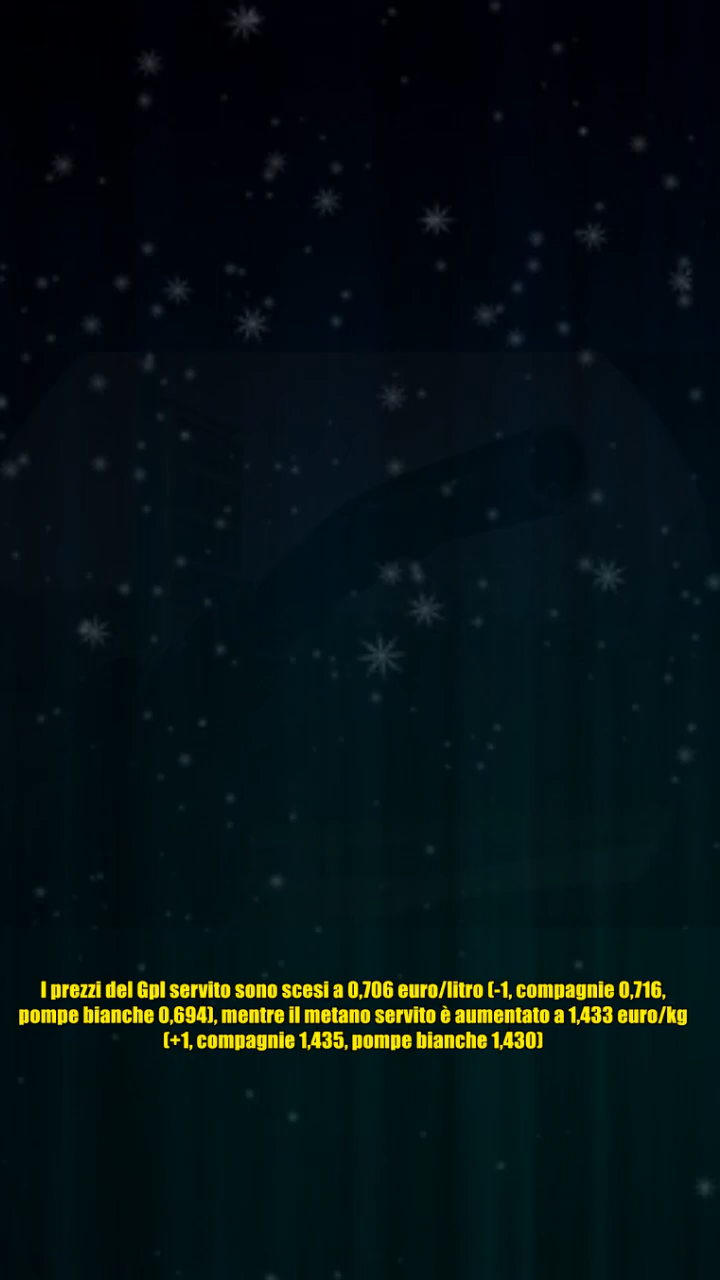 I prezzi del Gpl servito sono scesi a 0,706 euro/litro (-1, compagnie 0,716,
pompe bianche 0,694), mentre il metano servito è aumentato a 1,433 euro/kg
(+1, compagnie 1,435, pompe bianche 1,430)